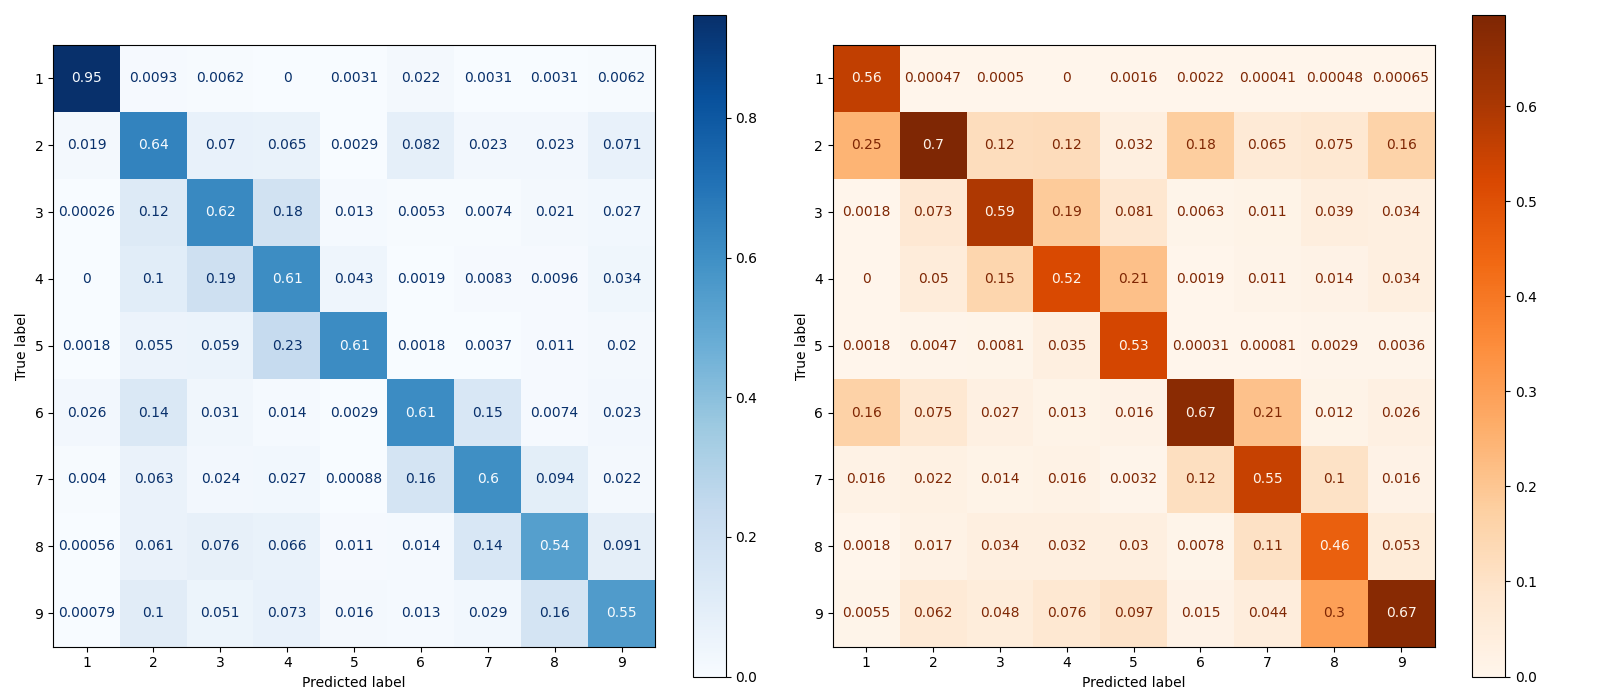 1 0.95 0.0093 0.0062 0 0.0031 0.022 0.0031 0.0031 0.0062
2 0.019 0.64 0.07 0.065 0.0029 0.082 0.023 0.023 0.071
3 0.00026 0.12 0.62 0.18 0.013 0.0053 0.0074 0.021 0.027
4 0 0.1 0.19 0.61 0.043 0.0019 0.0083 0.0096 0.034
5 0.0018 0.055 0.059 0.23 0.61 0.0018 0.0037 0.011 0.02
6 0.026 0.14 0.031 0.014 0.0029 0.61 0.15 0.0074 0.023
7 0.004 0.063 0.024 0.027 0.00088 0.16 0.6 0.094 0.022
8 0.00056 0.061 0.076 0.066 0.011 0.014 0.14 0.54 0.091
9 0.00079 0.1 0.051 0.073 0.016 0.013 0.029 0.16 0.55
1 2 3 4 5 6 7 8 9
Predicted label
True label
0.8
0.6
0.4
0.2
0.0
1 0.56 0.00047 0.0005 0 0.0016 0.0022 0.00041 0.00048 0.00065
2 0.25 0.7 0.12 0.12 0.032 0.18 0.065 0.075 0.16
3 0.0018 0.073 0.59 0.19 0.081 0.0063 0.011 0.039 0.034
4 0 0.05 0.15 0.52 0.21 0.0019 0.011 0.014 0.034
5 0.0018 0.0047 0.0081 0.035 0.53 0.00031 0.00081 0.0029 0.0036
6 0.16 0.075 0.027 0.013 0.016 0.67 0.21 0.012 0.026
7 0.016 0.022 0.014 0.016 0.0032 0.12 0.55 0.1 0.016
8 0.0018 0.017 0.034 0.032 0.03 0.0078 0.11 0.46 0.053
9 0.0055 0.062 0.048 0.076 0.097 0.015 0.044 0.3 0.67
1 2 3 4 5 6 7 8 9
Predicted label
True label
0.6
0.5
0.4
0.3
0.2
0.1
0.0